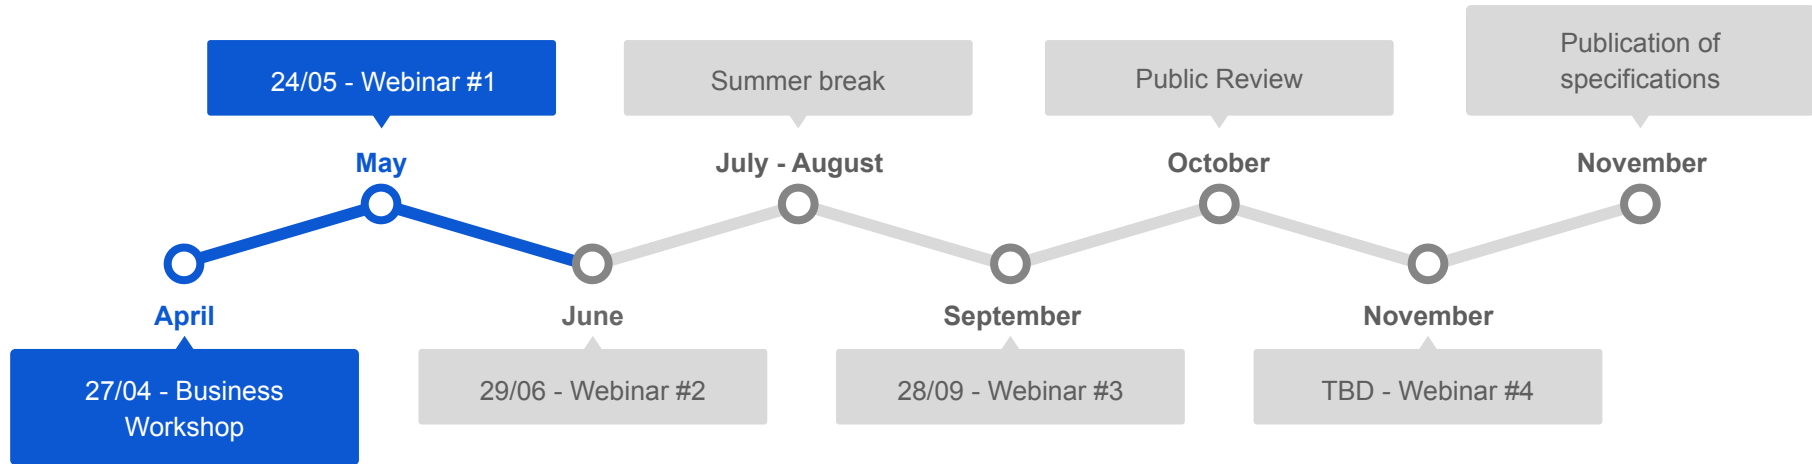 24/05 - Webinar #1
Summer break
Public Review
Publication of
specifications
May
July - August
October
November
April
June
September
November
27/04 - Business
Workshop
29/06 - Webinar #2
28/09 - Webinar #3
TBD - Webinar #4